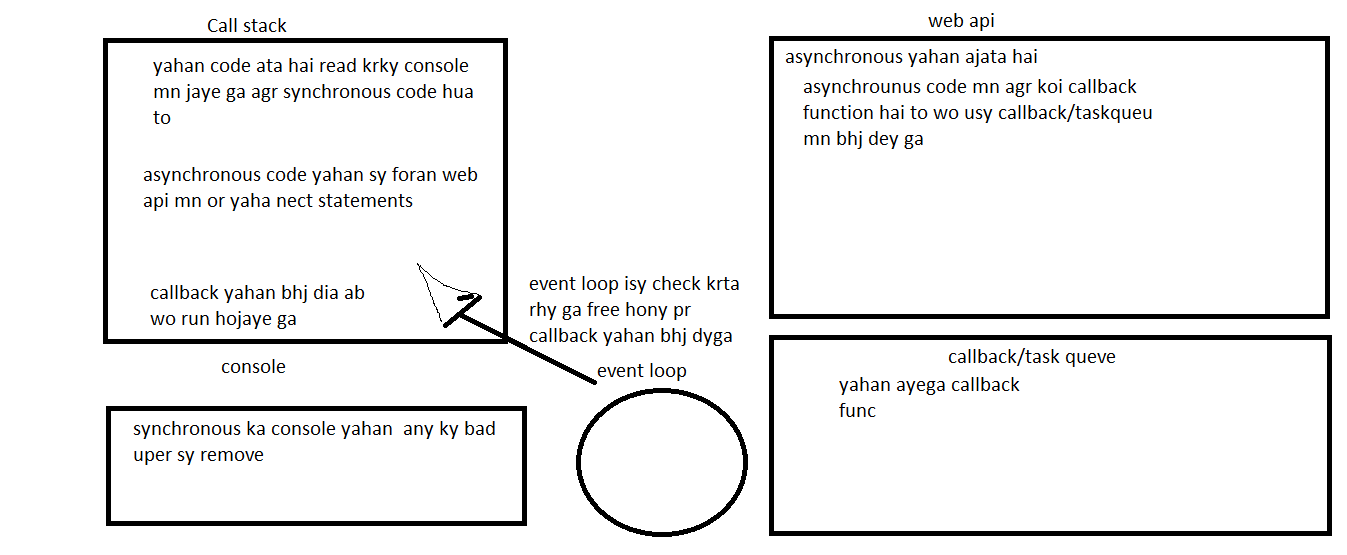 Call stack
yahan code ata hai read krky console
mn jaye ga agr synchronous code hua
to
asynchronous code yahan sy foran web
api mn or yaha nect statements
callback yahan bhj dia ab
wo run hojaye ga
web api
asynchronous yahan ajata hai
asynchrounus code mn agr koi callback
function hai to wo usy callback/taskqueu
mn bhj dey ga
event loop isy check krta
rhy ga free hony pr
callback yahan bhj dyga
event loop
console
synchronous ka console yahan  any ky bad
uper sy remove
callback/task queve
yahan ayega callback
func